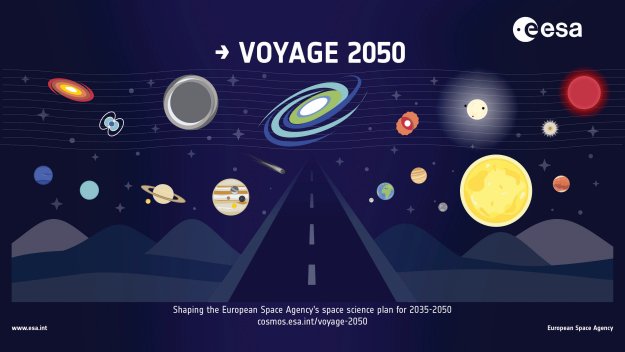 esa
→ VOYAGE 2050
Shaping the European Space Agency's space science plan for 2035-2050
cosmos.esa.int/voyage-2050
www.esa.int
European Space Agency